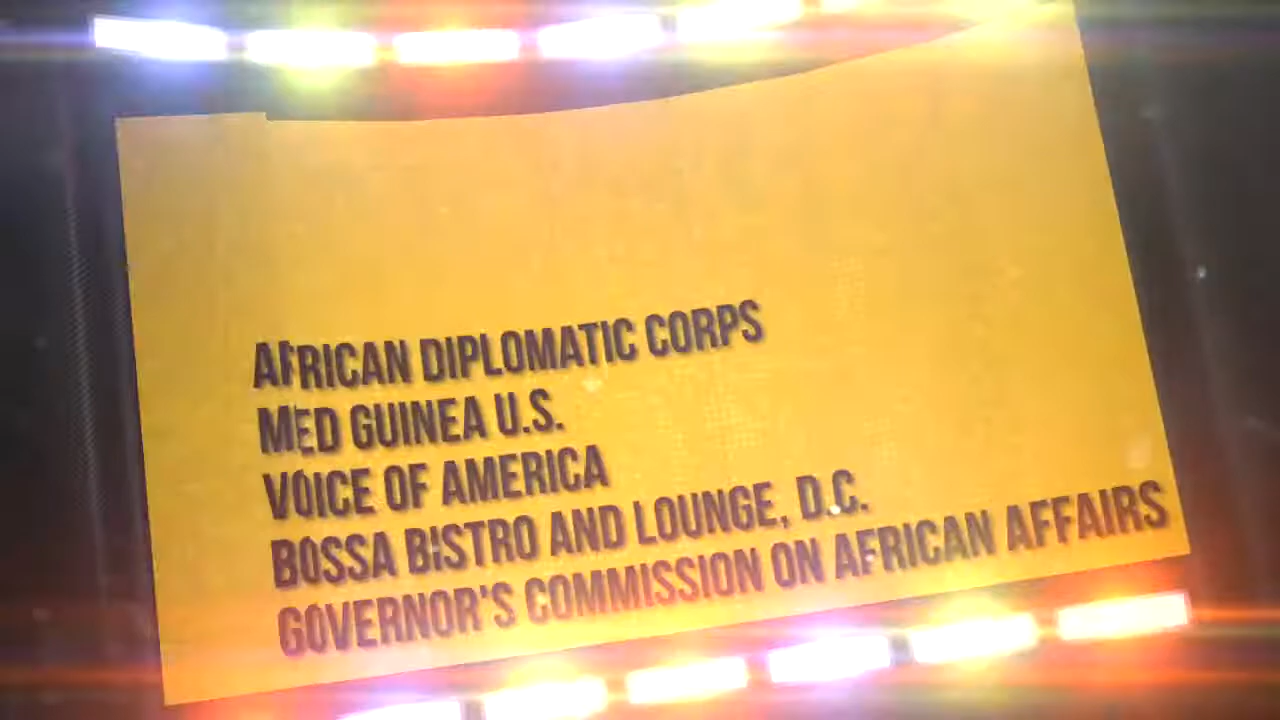 AFRICAN DIPLOMATIC CORPS
MED GUINEA U.S.
VOICE OF AMERICA
BOSSA BISTRO AND LOUNGE, D.C.
GOVERNOR'S COMMISSION ON AFRICAN AFFAIRS